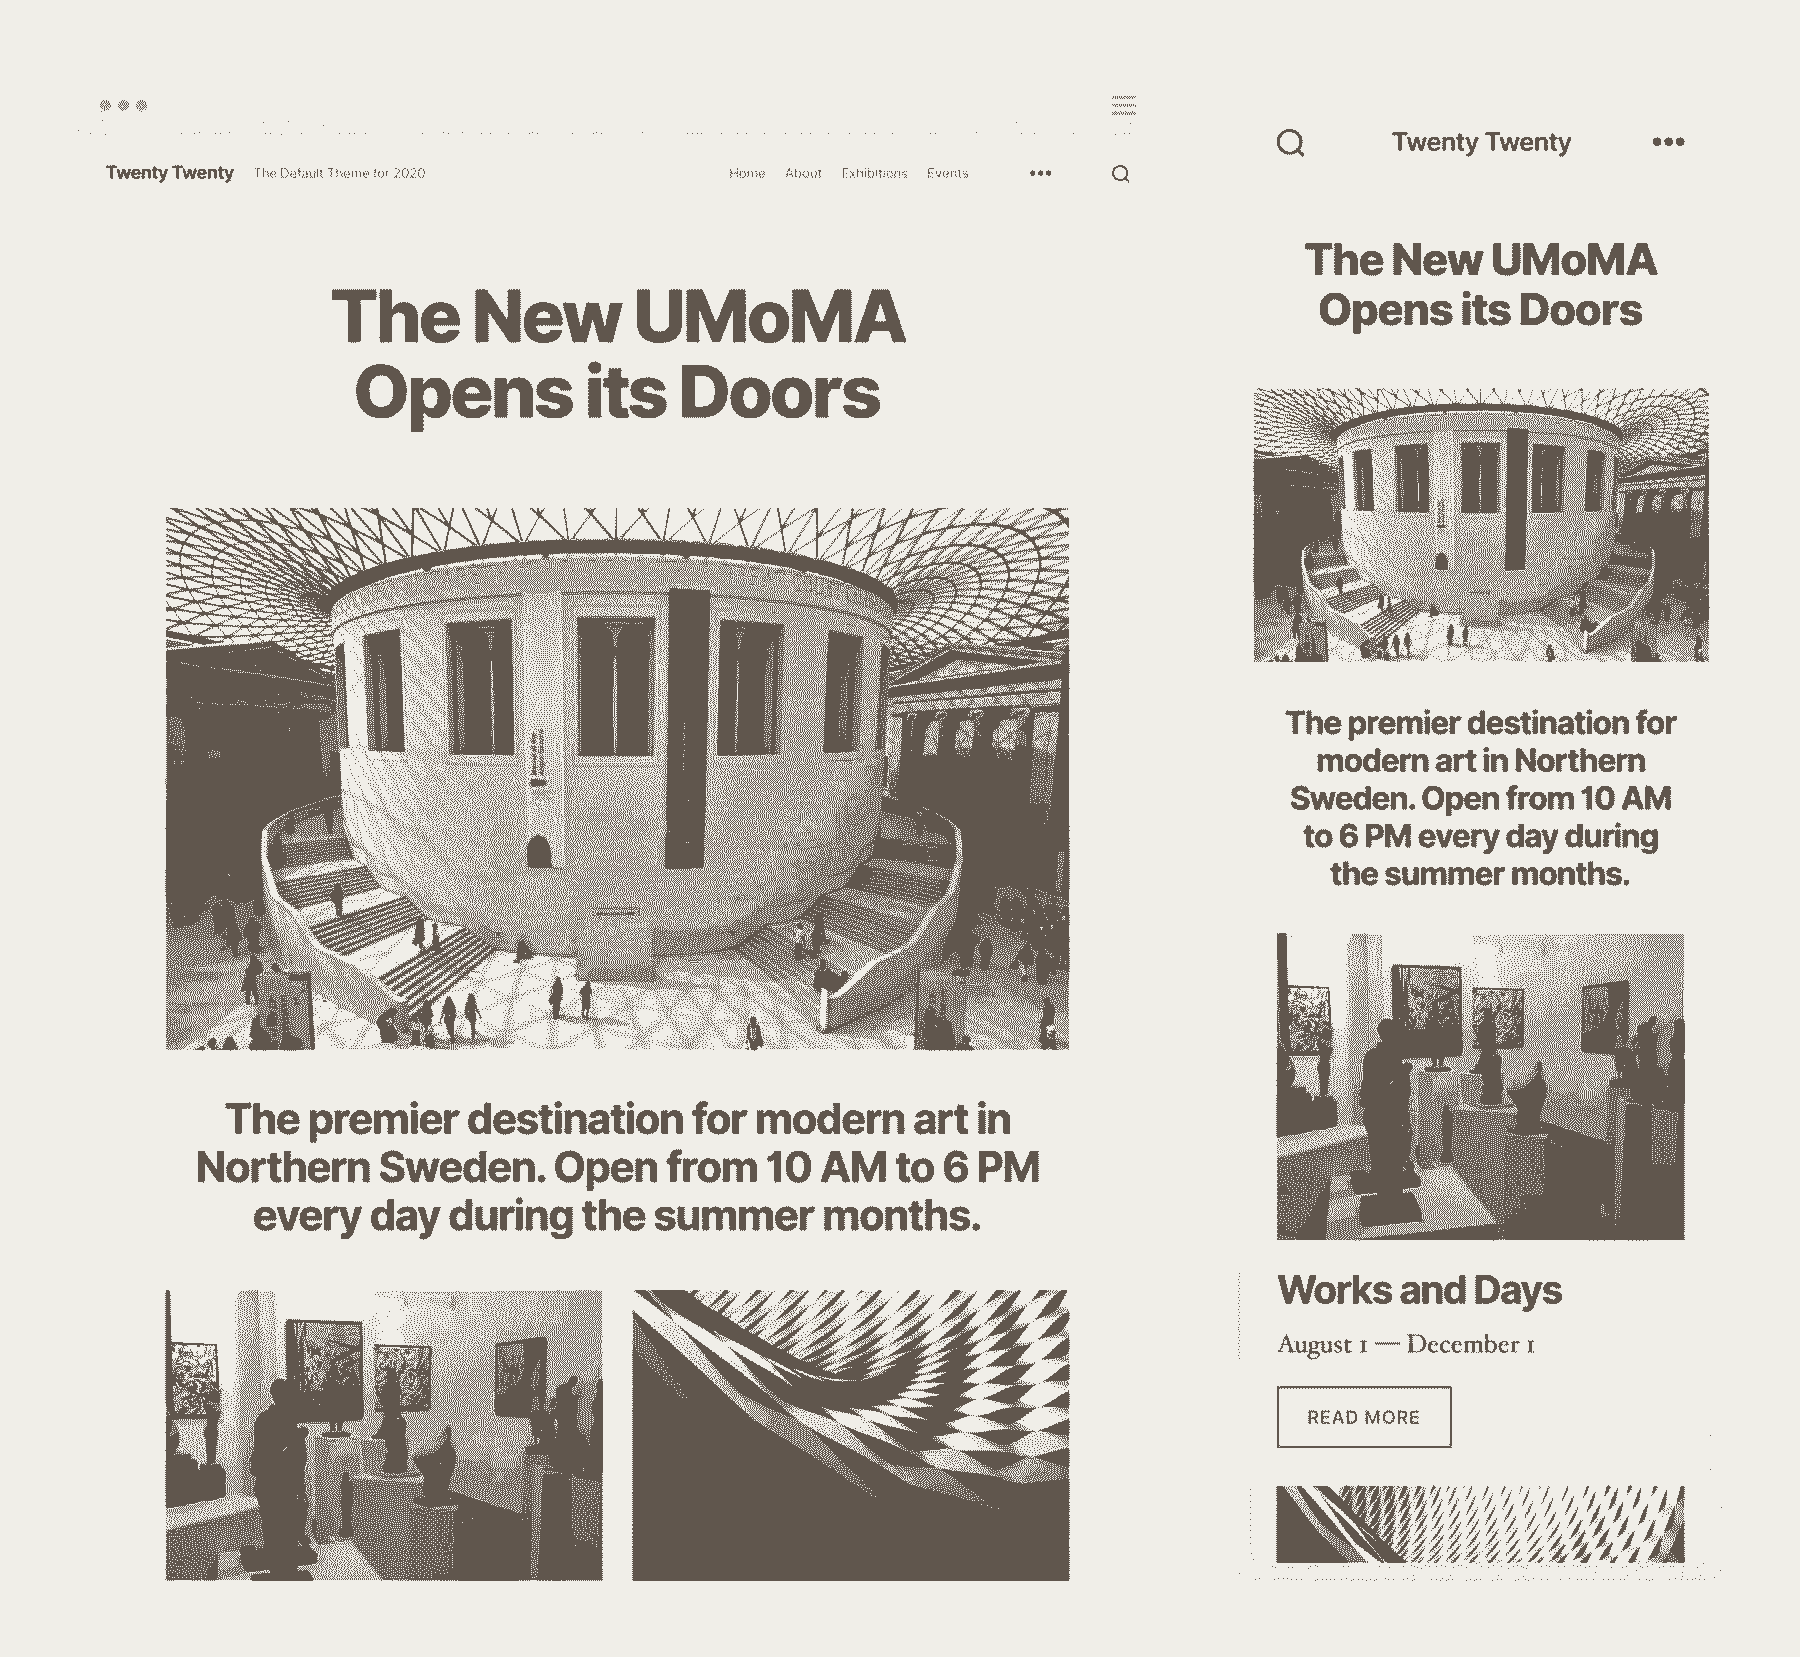 Twenty Twenty The Default Theme for 2020 Home About Exhibitions Events
The New UMoMA
Opens its Doors
The premier destination for modern art in
Northern Sweden. Open from 10 AM to 6 PM
every day during the summer months.
Twenty Twenty
The New UMoMA
Opens its Doors
The premier destination for
modern art in Northern
Sweden. Open from 10 AM
to 6 PM every day during
the summer months.
Works and Days
August 1 — December 1
READ MORE